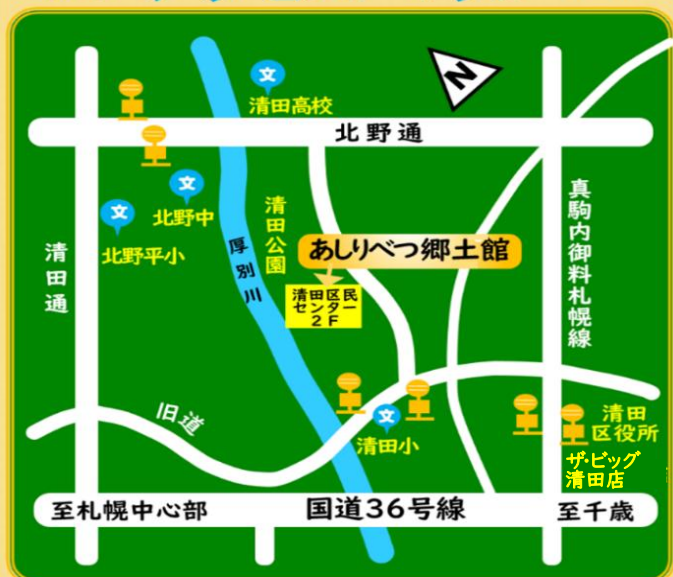 N
文
清田高校
北野通
文
北野中
文
北野平小
清田通
厚別川
清田公園
あしりべつ郷土館
清田区民
センター
2F
真駒内御料札幌線
旧道
文
清田小
清田
区役所
ザ・ビッグ
清田店
至札幌中心部
国道36号線
至千歳